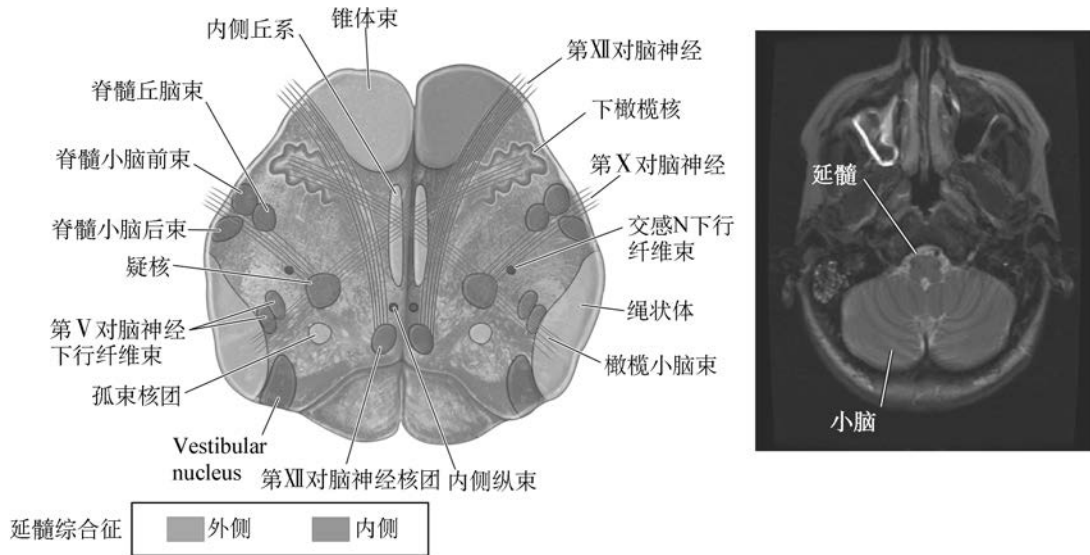 锥体束
内侧丘系
第Ⅻ对脑神经
脊髓丘脑束
下橄榄核
脊髓小脑前束
第Ⅹ对脑神经
脊髓小脑后束
交感N下行
纤维束
疑核
绳状体
第Ⅴ对脑神经
下行纤维束
橄榄小脑束
孤束核团
Vestibular
nucleus
第Ⅻ对脑神经核团
内侧纵束
延髓
小脑
延髓综合征
外侧
内侧